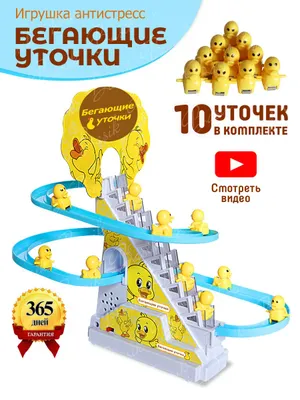 Игрушка антистресс
БЕГАЮЩИЕ
УТОЧКИ
10 УТОЧЕК
В КОМПЛЕКТЕ
Бегающие
уточки
Смотреть
видео
365
ДНЕЙ
ГАРАНТИЯ